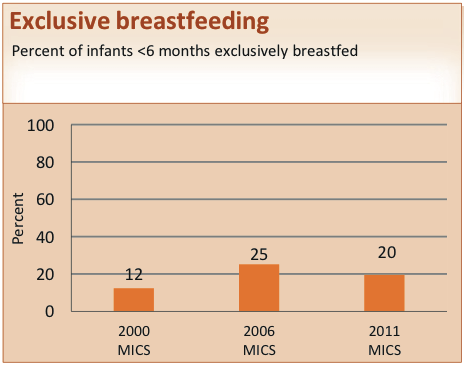 Exclusive breastfeeding
Percent of infants <6 months exclusively breastfed
100
80
60
40
20
0
Percent
12
25
20
2000
MICS
2006
MICS
2011
MICS